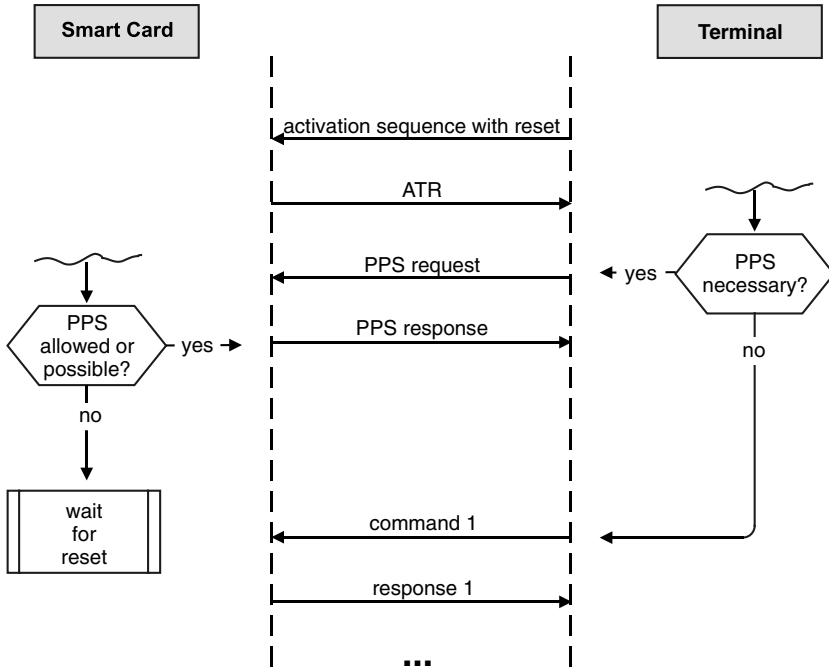 Smart Card
Terminal
activation sequence with reset
ATR
PPS request
yes
PPS
necessary?
PPS
allowed or
possible?
yes
PPS response
no
no
wait
for
reset
command 1
response 1
...